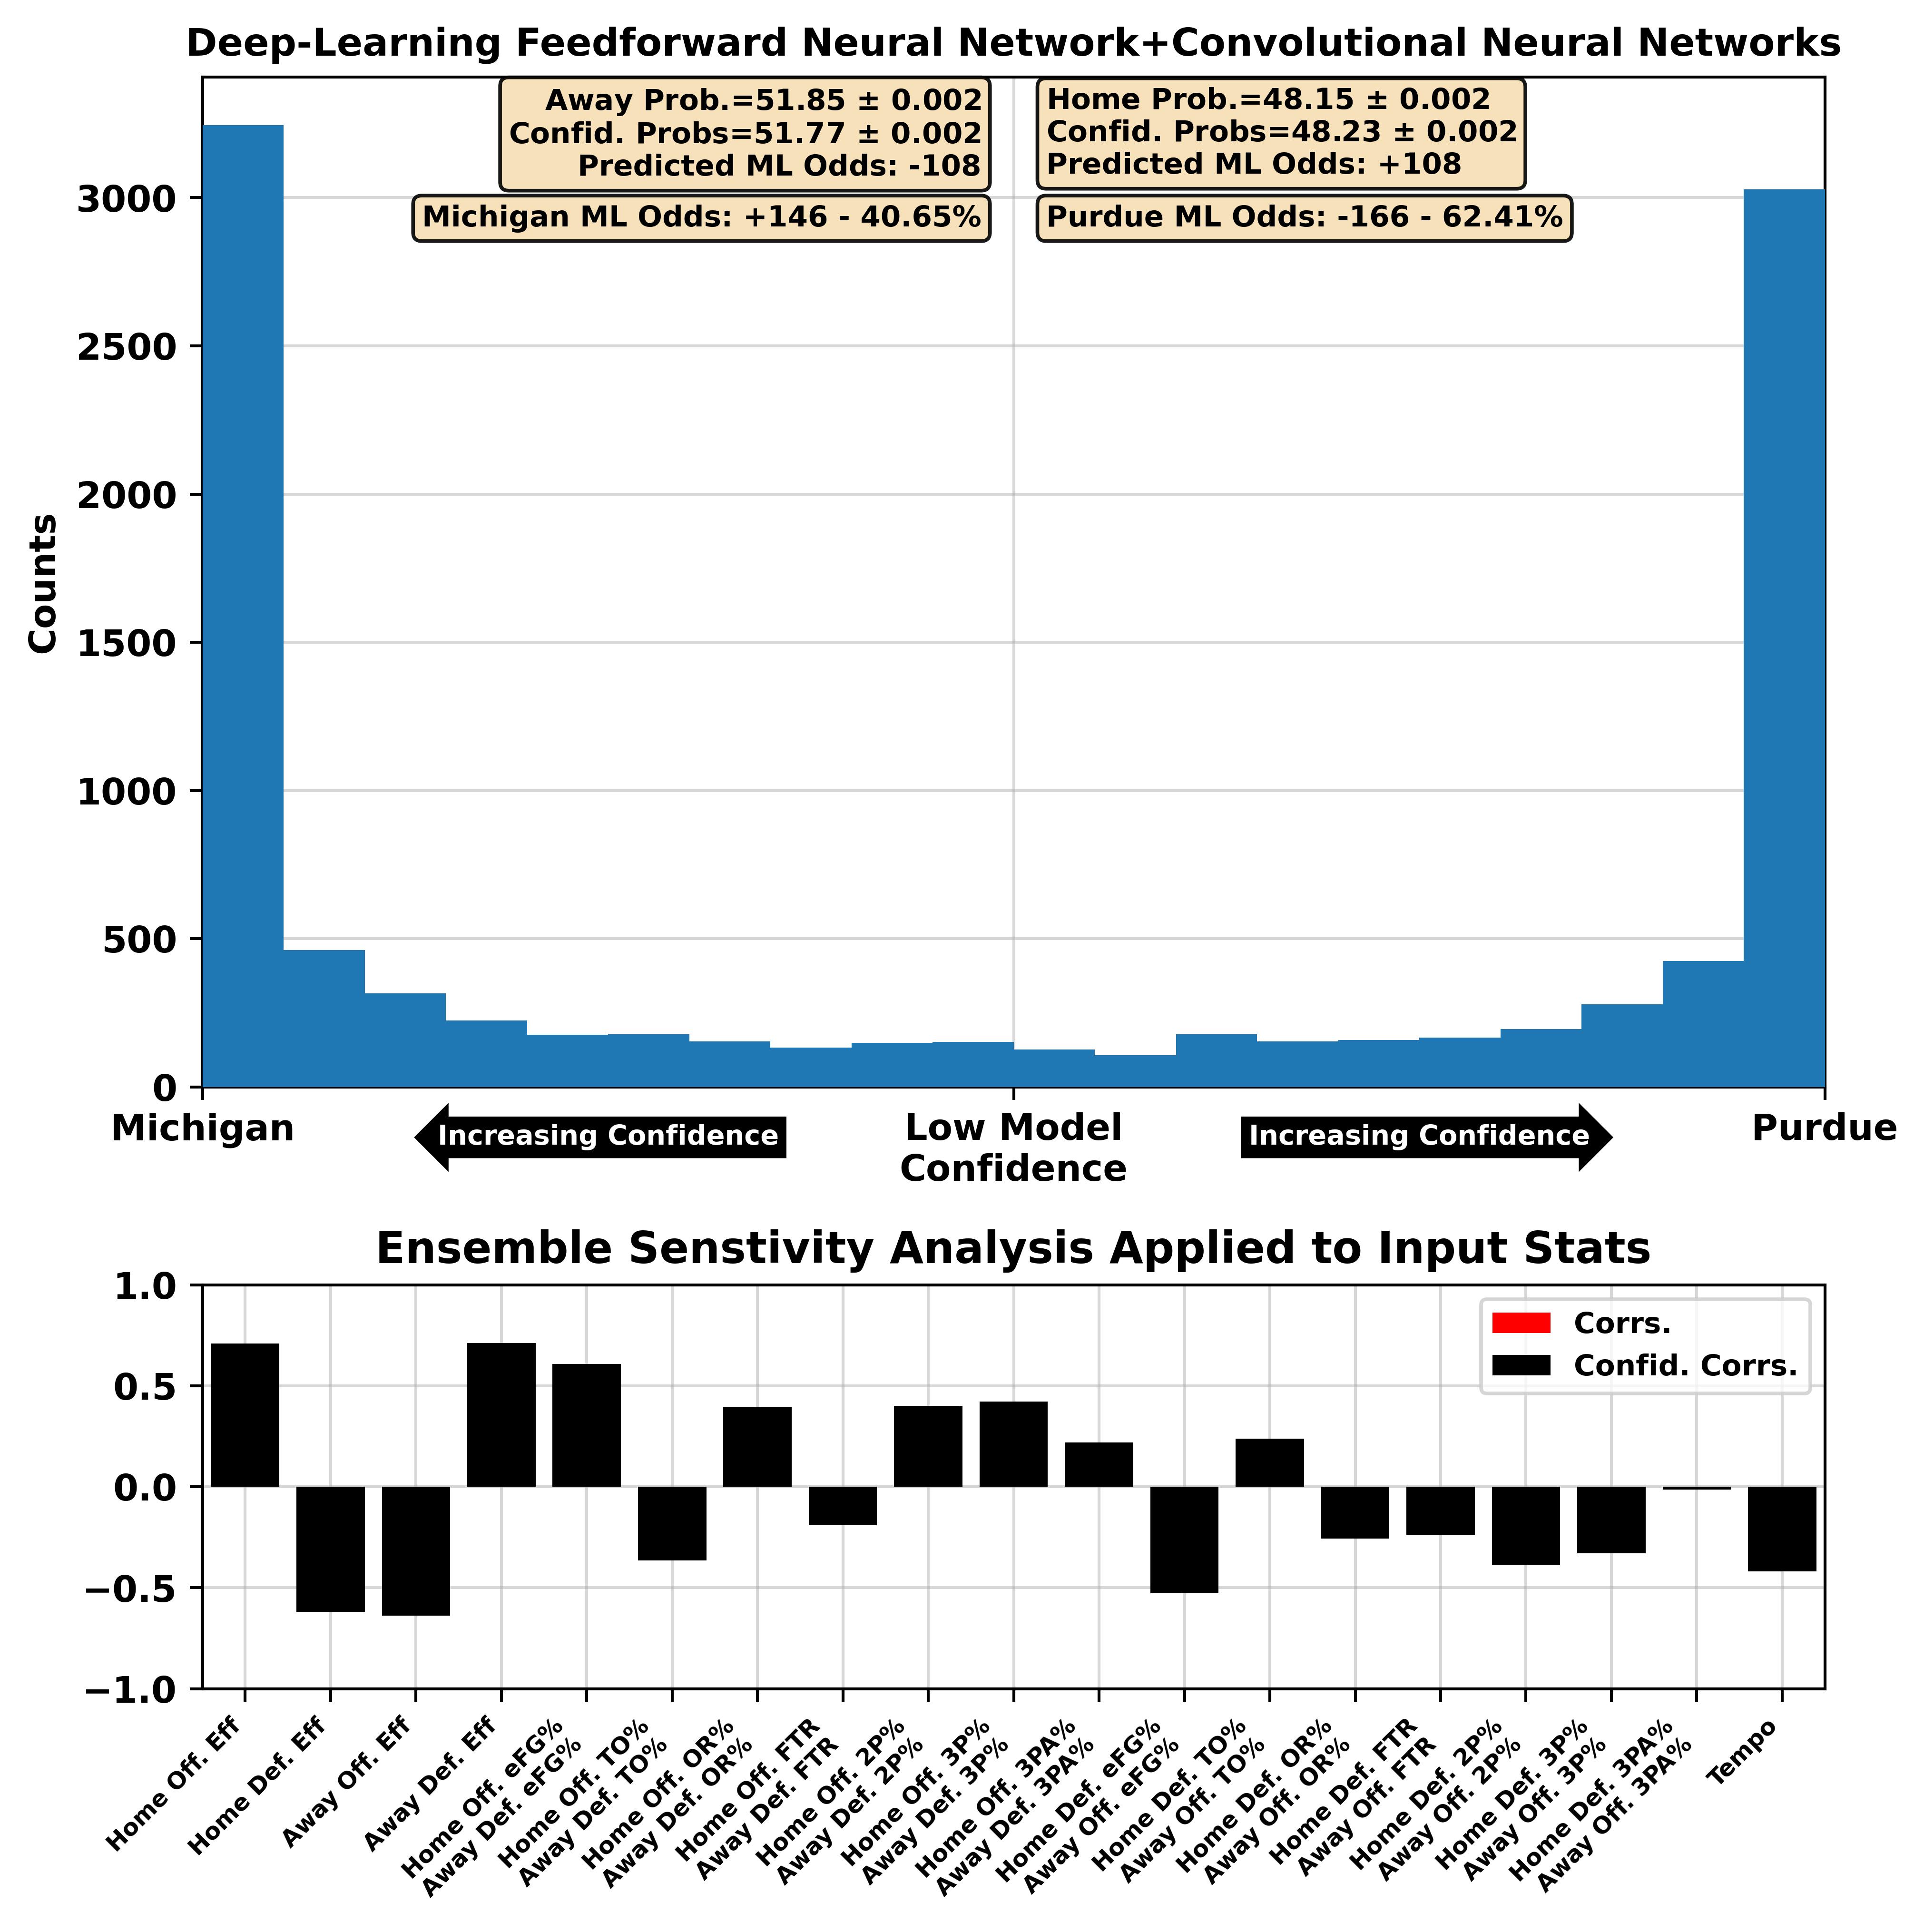 Deep-Learning Feedforward Neural Network+Convolutional Neural Networks
Away Prob.=51.85 ± 0.002
Confid. Probs=51.77 ± 0.002
Predicted ML Odds: -108
Home Prob.=48.15 ± 0.002
Confid. Probs=48.23 ± 0.002
Predicted ML Odds: +108
Michigan ML Odds: +146 - 40.65%
Purdue ML Odds: -166 - 62.41%
Counts
3000
2500
2000
1500
1000
500
0
Michigan
Increasing Confidence
Low Model
Confidence
Increasing Confidence
Purdue
Ensemble Senstivity Analysis Applied to Input Stats
1.0
0.5
0.0
−0.5
−1.0
Corrs.
Confid. Corrs.
Home Off. Eff
Home Def. Eff
Away Off. Eff
Away Def. Eff
Home Off. eFG%
Away Def. eFG%
Home Off. TO%
Away Def. TO%
Home Off. OR%
Away Def. OR%
Home Off. FTR
Away Def. FTR
Home Off. 2P%
Away Def. 2P%
Home Off. 3P%
Away Def. 3P%
Home Off. 3PA%
Away Def. 3PA%
Home Def. eFG%
Away Off. eFG%
Home Def. TO%
Away Off. TO%
Home Def. OR%
Away Off. OR%
Home Def. FTR
Away Off. FTR
Home Def. 2P%
Away Off. 2P%
Home Def. 3P%
Away Off. 3P%
Home Def. 3PA%
Away Off. 3PA%
Tempo